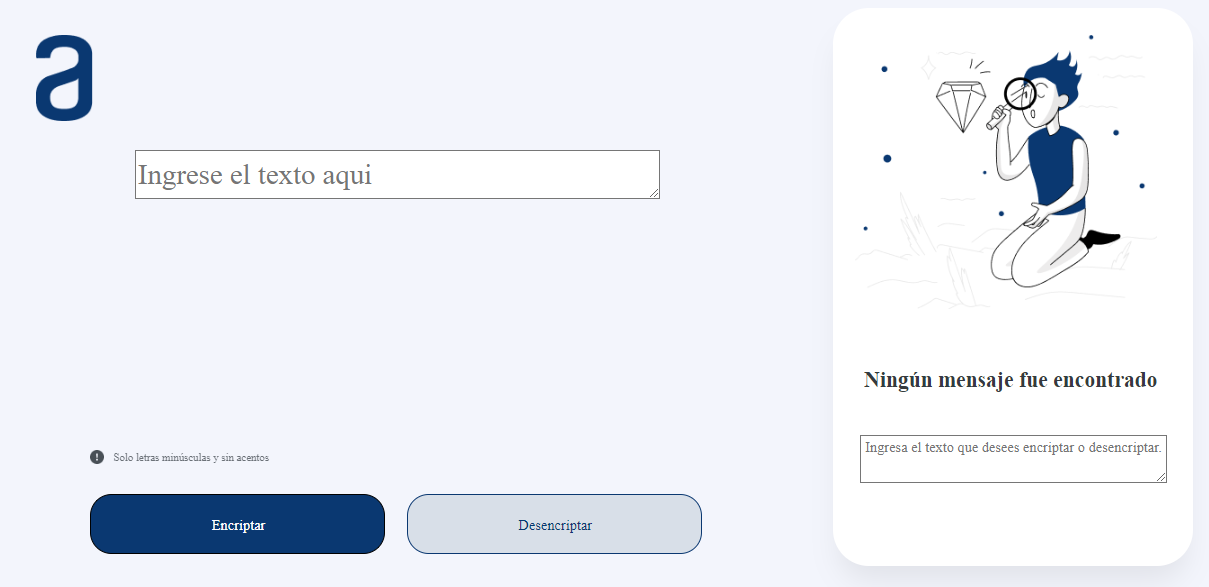 a
Ingrese el texto aqui
Solo letras minúsculas y sin acentos
Encriptar
Desencriptar
Ningún mensaje fue encontrado
Ingresa el texto que desees encriptar o desencriptar.